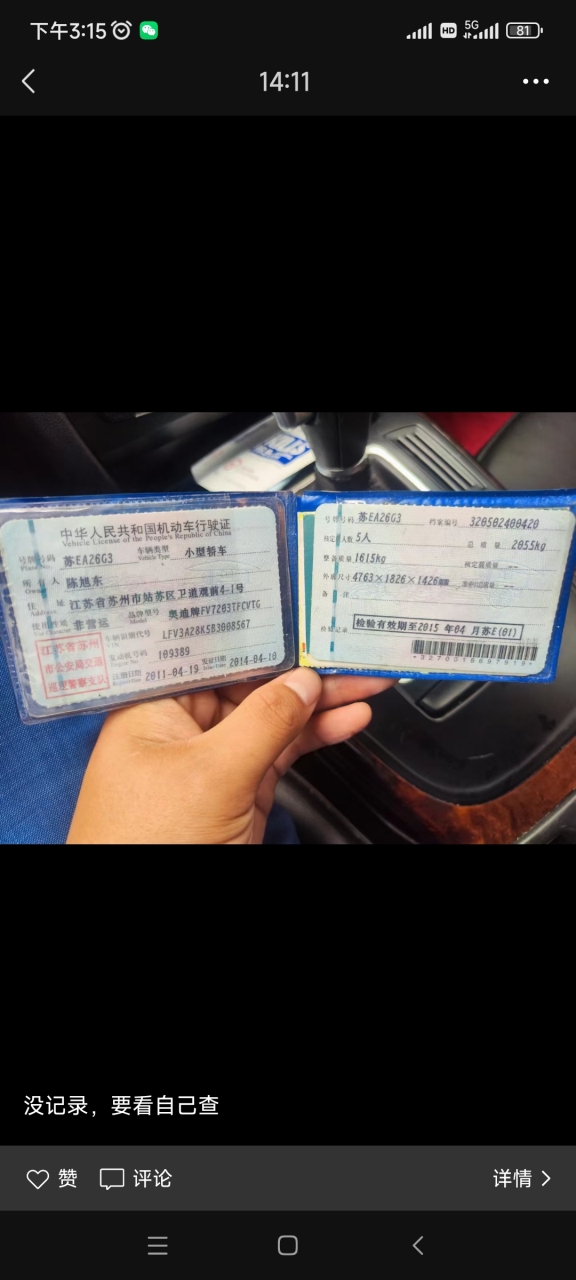 下午3:15
HD 5G 81
14:11
中华人民共和国机动车行驶证
Vehicle License of the People's Republic of China
号牌号码 苏EA26G3 车辆类型 小型轿车
Vehicle Type
所有人 陈旭东
Owner
住址 江苏省苏州市姑苏区卫道观前4-1号
Address
使用性质 非营运 品牌型号 奥迪牌FV7203TFCVTG
Model
江苏省苏州市公安局交通巡逻警察支队
车辆识别代号 LFV3A28K5B3008567
VIN
发动机号码 109389
Engine No.
注册日期 2011-04-19 发证日期 2014-04-10
号牌号码 苏EA26G3 档案编号 320502400420
核定载人数 5人 总质量 2055kg
整备质量 1615kg 核定载质量 --
外廓尺寸 4763×1826×1426mm 准牵引总质量 --
备注
检验记录 检验有效期至2015年04月苏E(01)
没记录，要看自己查
赞 评论 详情